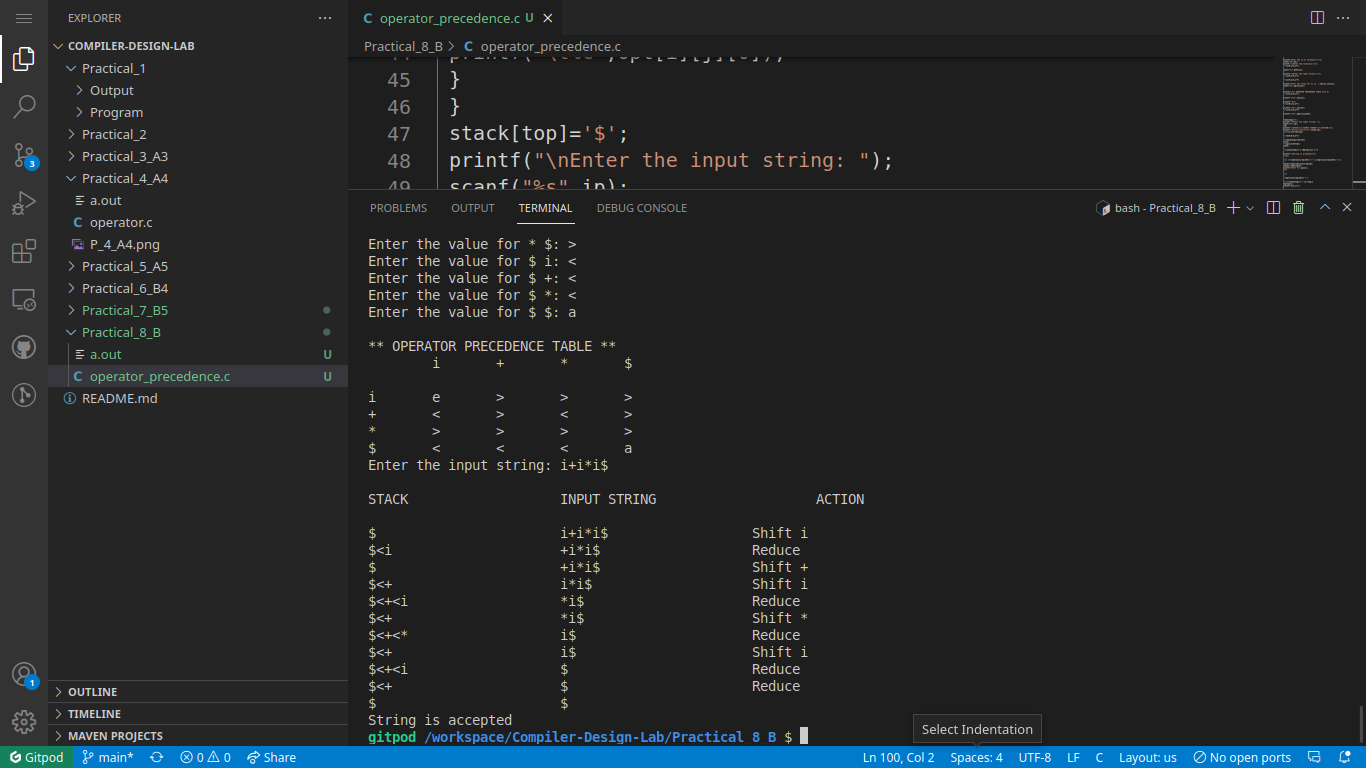 EXPLORER
COMPILER-DESIGN-LAB
Practical_1
Output
Program
Practical_2
Practical_3_A3
Practical_4_A4
a.out
operator.c
P_4_A4.png
Practical_5_A5
Practical_6_B4
Practical_7_B5
Practical_8_B
a.out U
C operator_precedence.c U
README.md
OUTLINE
TIMELINE
MAVEN PROJECTS
3
1
C operator_precedence.c U
Practical_8_B > C operator_precedence.c
45 }
46 }
47 stack[top]='$';
48 printf("\nEnter the input string: ");
49 scanf("%s",ip);
PROBLEMS OUTPUT TERMINAL DEBUG CONSOLE
bash - Practical_8_B
Enter the value for * $: >
Enter the value for $ i: <
Enter the value for $ +: <
Enter the value for $ *: <
Enter the value for $ $: a
** OPERATOR PRECEDENCE TABLE **
i + * $
i e > > >
+ < > < >
* > > > >
$ < < < a
Enter the input string: i+i*i$
STACK INPUT STRING ACTION
$ i+i*i$ Shift i
$<i +i*i$ Reduce
$ +i*i$ Shift +
$<+ i*i$ Shift i
$<+<i *i$ Reduce
$<+ *i$ Shift *
$<+<* i$ Reduce
$<+ i$ Shift i
$<+<i $ Reduce
$<+ $ Reduce
$ $
String is accepted
gitpod /workspace/Compiler-Design-Lab/Practical_8_B $
Select Indentation
Gitpod main* 0 0 Share Ln 100, Col 2 Spaces: 4 UTF-8 LF C Layout: us No open ports